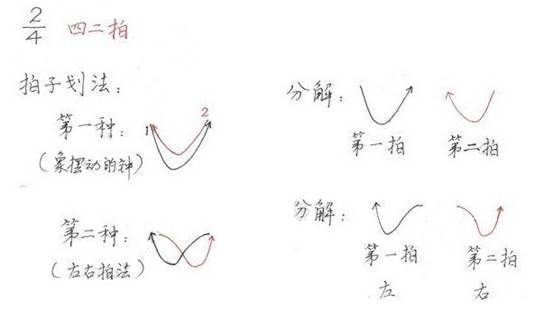 2/4 四二拍
拍子划法：
第一种：
1 2
（象摆动的钟）
分解：
第一拍 第二拍
第二种：
（左右拍法）
分解：
第一拍 第二拍
左 右